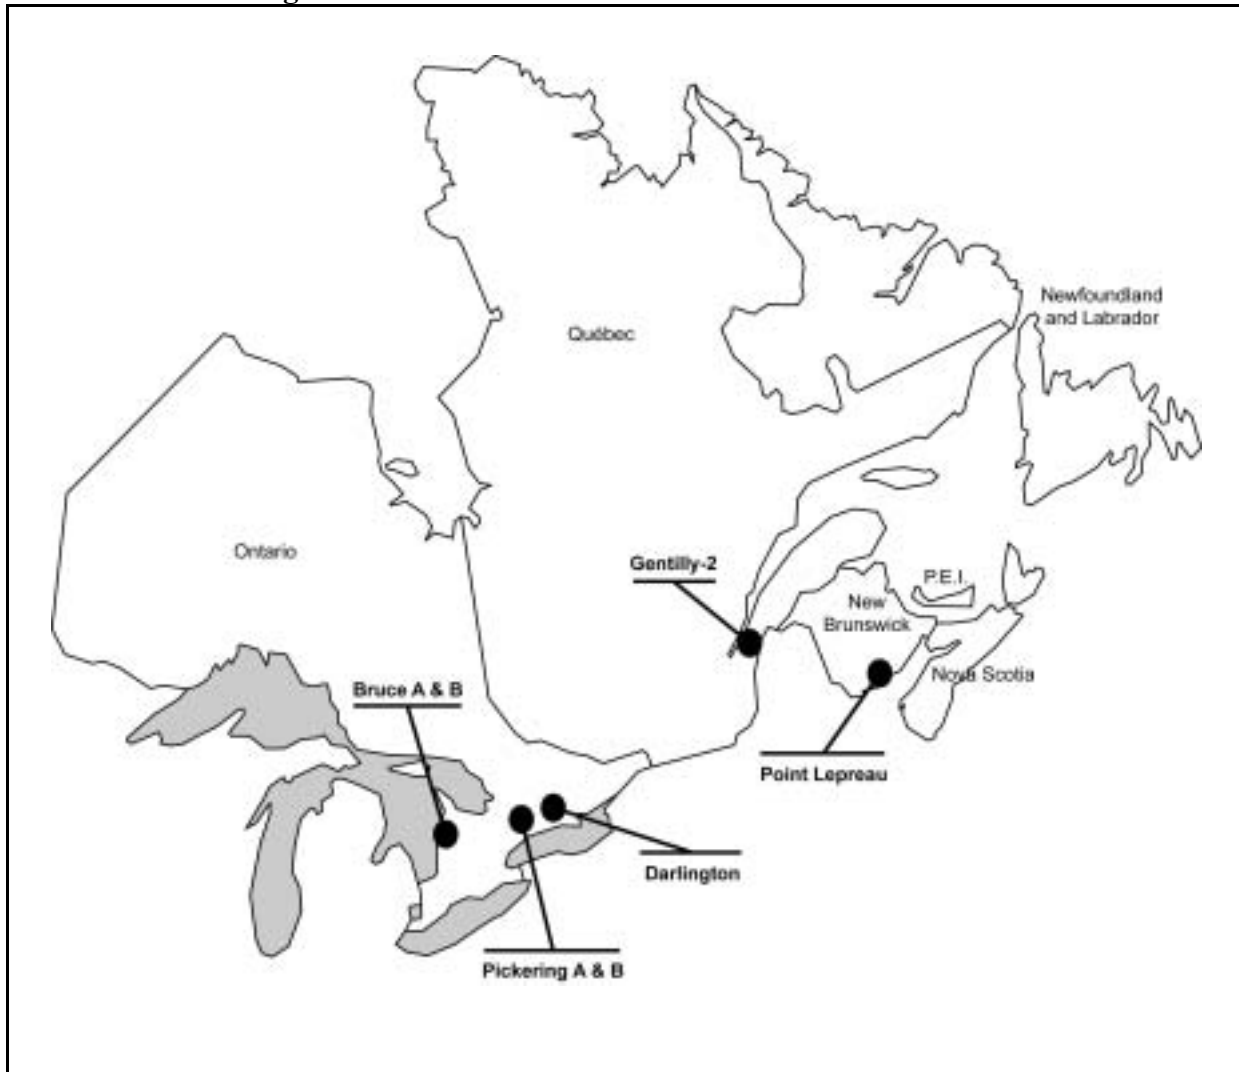 Newfoundland
and Labrador
Québec
Ontario
Gentilly-2
P.E.I.
New
Brunswick
Nova Scotia
Bruce A & B
Point Lepreau
Darlington
Pickering A & B